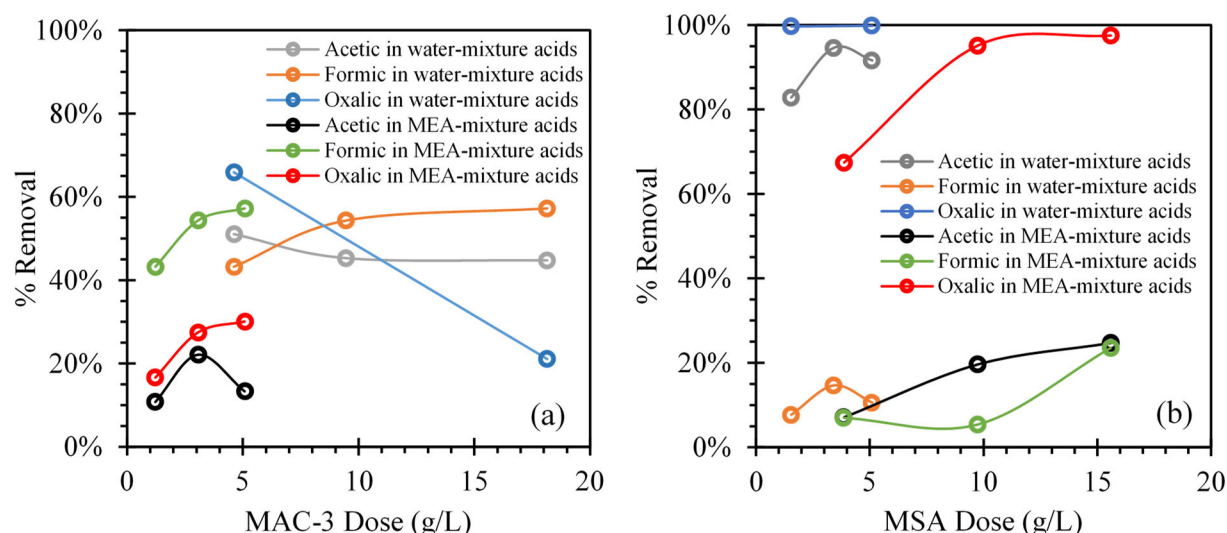 100%
80%
60%
40%
20%
0%
% Removal
Acetic in water-mixture acids
Formic in water-mixture acids
Oxalic in water-mixture acids
Acetic in MEA-mixture acids
Formic in MEA-mixture acids
Oxalic in MEA-mixture acids
(a)
0 5 10 15 20
MAC-3 Dose (g/L)
100%
80%
60%
40%
20%
0%
% Removal
Acetic in water-mixture acids
Formic in water-mixture acids
Oxalic in water-mixture acids
Acetic in MEA-mixture acids
Formic in MEA-mixture acids
Oxalic in MEA-mixture acids
(b)
0 5 10 15 20
MSA Dose (g/L)